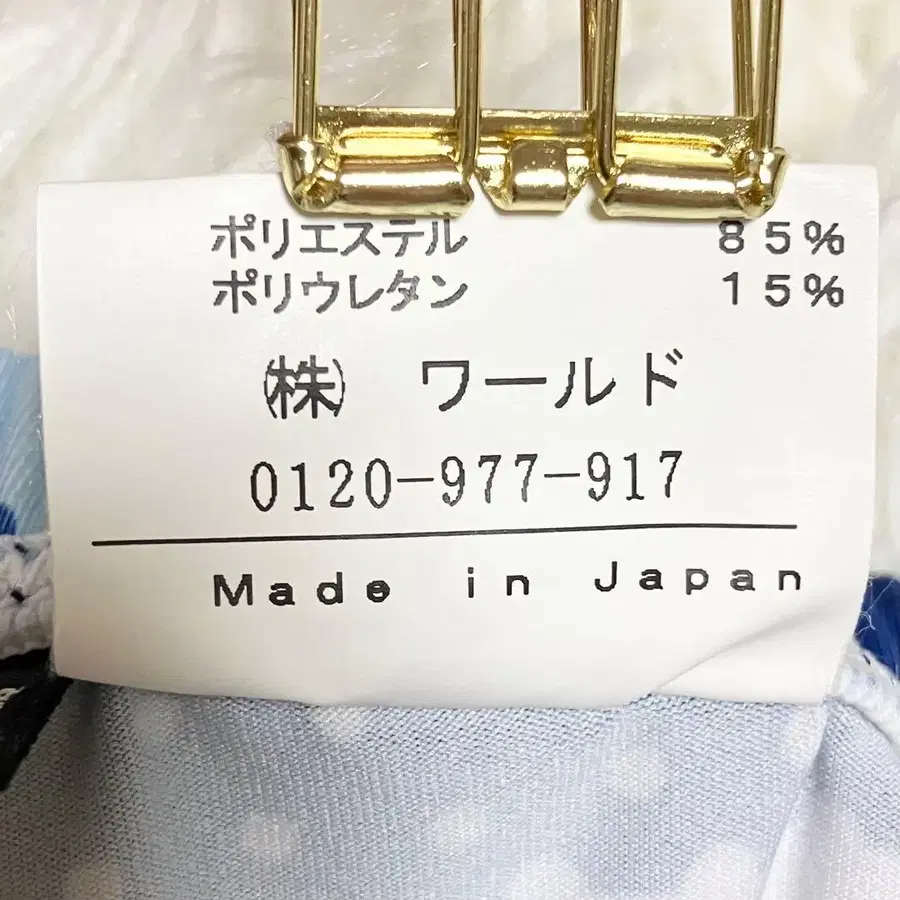 ポリエステル 85%
ポリウレタン 15%
㈱ ワールド
0120-977-917
Made in Japan